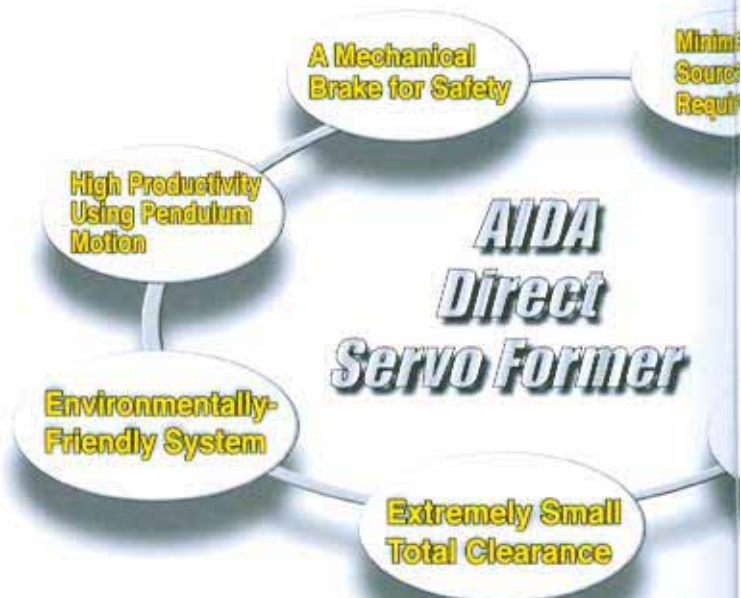 A Mechanical
Brake for Safety
High Productivity
Using Pendulum
Motion
AIDA
Direct
Servo Former
Environmentally-
Friendly System
Extremely Small
Total Clearance